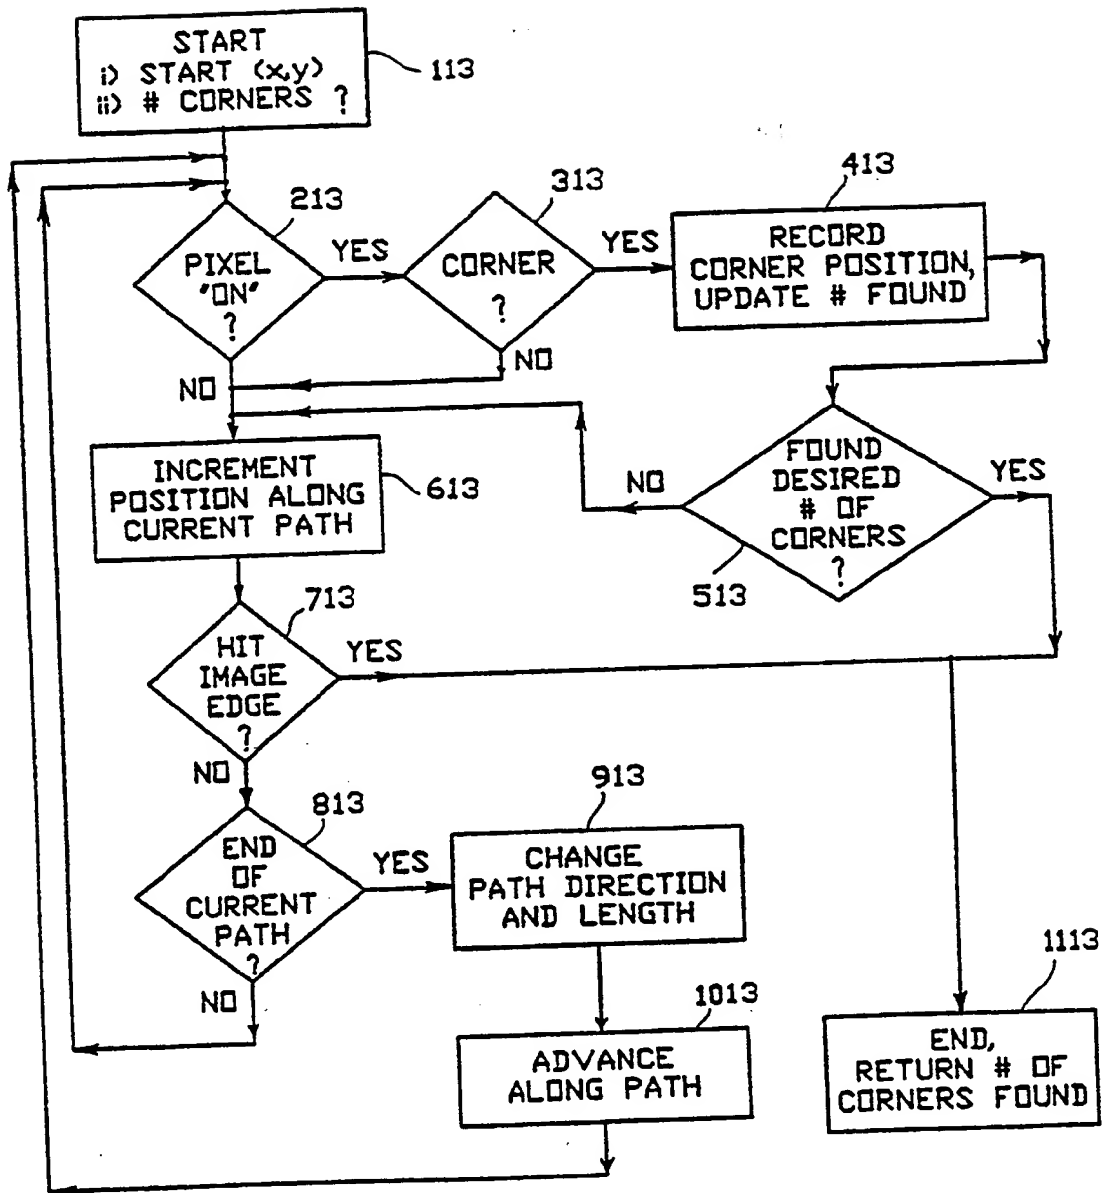 START
i) START (x,y)
ii) # CORNERS ?
113
213
PIXEL
"ON"
?
YES
NO
313
CORNER
?
YES
NO
413
RECORD
CORNER POSITION,
UPDATE # FOUND
FOUND
DESIRED
# OF
CORNERS
?
NO
YES
513
INCREMENT
POSITION ALONG
CURRENT PATH
613
713
HIT
IMAGE
EDGE
?
YES
NO
813
END
OF
CURRENT
PATH
?
YES
NO
913
CHANGE
PATH DIRECTION
AND LENGTH
1013
ADVANCE
ALONG PATH
1113
END,
RETURN # OF
CORNERS FOUND